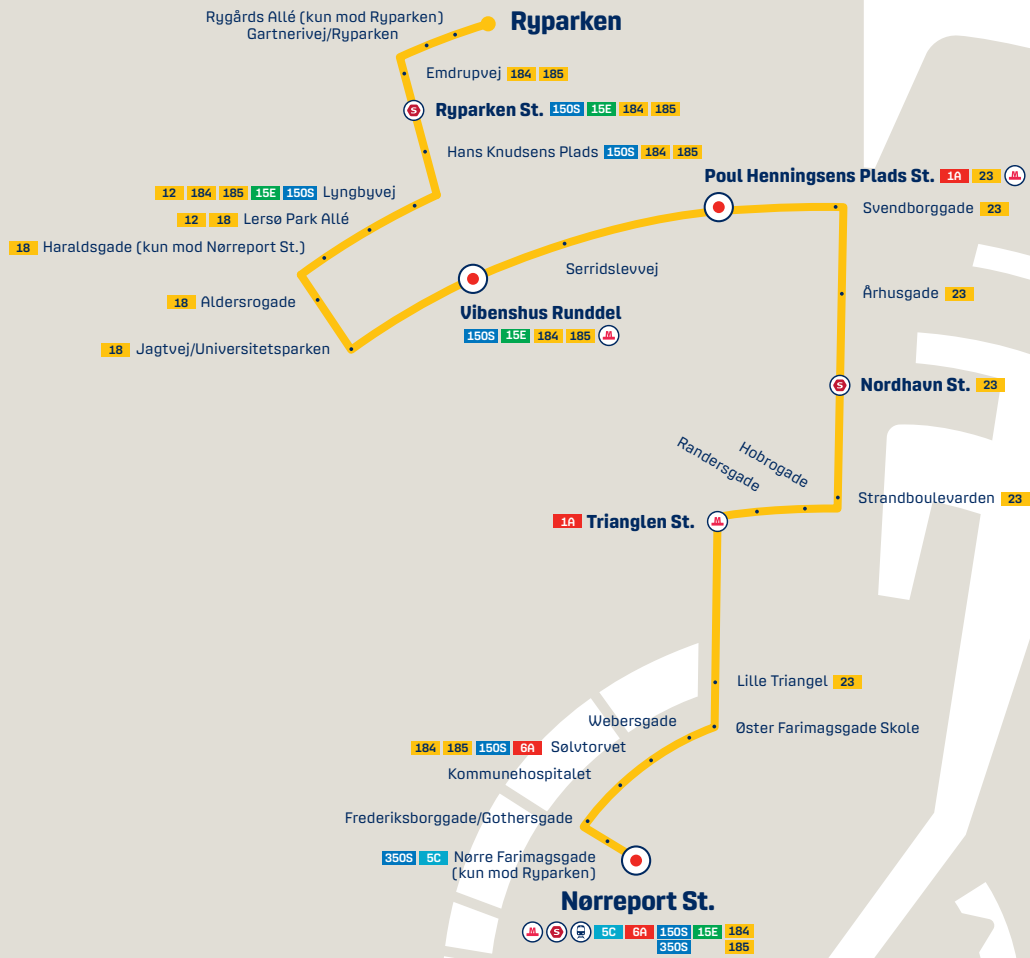 Rygårds Allé (kun mod Ryparken)
Gartnerivej/Ryparken
Ryparken
Emdrupvej 184 185
S Ryparken St. 150S 15E 184 185
Hans Knudsens Plads 150S 184 185
12 184 185 15E 150S Lyngbyvej
12 18 Lersø Park Allé
18 Haraldsgade (kun mod Nørreport St.)
18 Aldersrogade
18 Jagtvej/Universitetsparken
Vibenshus Runddel
150S 15E 184 185 M
Serridslevvej
Poul Henningsens Plads St. 1A 23 M
Svendborggade 23
Århusgade 23
S Nordhavn St. 23
Strandboulevarden 23
Hobrogade
Randersgade
1A Trianglen St. M
Lille Triangel 23
Øster Farimagsgade Skole
Webersgade
184 185 150S 6A Sølvtorvet
Kommunehospitalet
Frederiksborggade/Gothersgade
350S 5C Nørre Farimagsgade
(kun mod Ryparken)
Nørreport St.
M S 5C 6A 150S 15E 184
350S 185